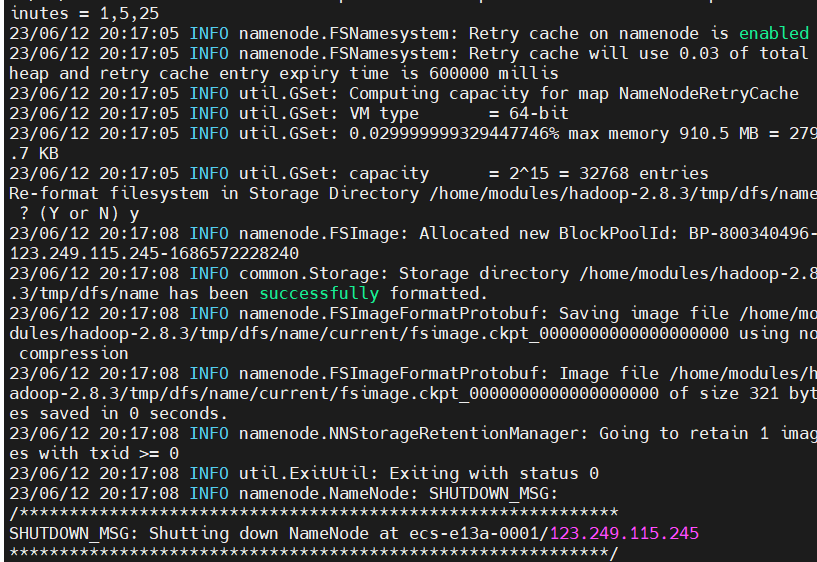 inutes = 1,5,25
23/06/12 20:17:05 INFO namenode.FSNamesystem: Retry cache on namenode is enabled
23/06/12 20:17:05 INFO namenode.FSNamesystem: Retry cache will use 0.03 of total
heap and retry cache entry expiry time is 600000 millis
23/06/12 20:17:05 INFO util.GSet: Computing capacity for map NameNodeRetryCache
23/06/12 20:17:05 INFO util.GSet: VM type       = 64-bit
23/06/12 20:17:05 INFO util.GSet: 0.029999999329447746% max memory 910.5 MB = 279
.7 KB
23/06/12 20:17:05 INFO util.GSet: capacity      = 2^15 = 32768 entries
Re-format filesystem in Storage Directory /home/modules/hadoop-2.8.3/tmp/dfs/name
 ? (Y or N) y
23/06/12 20:17:08 INFO namenode.FSImage: Allocated new BlockPoolId: BP-800340496-
123.249.115.245-1686572228240
23/06/12 20:17:08 INFO common.Storage: Storage directory /home/modules/hadoop-2.8
.3/tmp/dfs/name has been successfully formatted.
23/06/12 20:17:08 INFO namenode.FSImageFormatProtobuf: Saving image file /home/mo
dules/hadoop-2.8.3/tmp/dfs/name/current/fsimage.ckpt_0000000000000000000 using no
 compression
23/06/12 20:17:08 INFO namenode.FSImageFormatProtobuf: Image file /home/modules/h
adoop-2.8.3/tmp/dfs/name/current/fsimage.ckpt_0000000000000000000 of size 321 byt
es saved in 0 seconds.
23/06/12 20:17:08 INFO namenode.NNStorageRetentionManager: Going to retain 1 imag
es with txid >= 0
23/06/12 20:17:08 INFO util.ExitUtil: Exiting with status 0
23/06/12 20:17:08 INFO namenode.NameNode: SHUTDOWN_MSG:
/************************************************************
SHUTDOWN_MSG: Shutting down NameNode at ecs-e13a-0001/123.249.115.245
************************************************************/